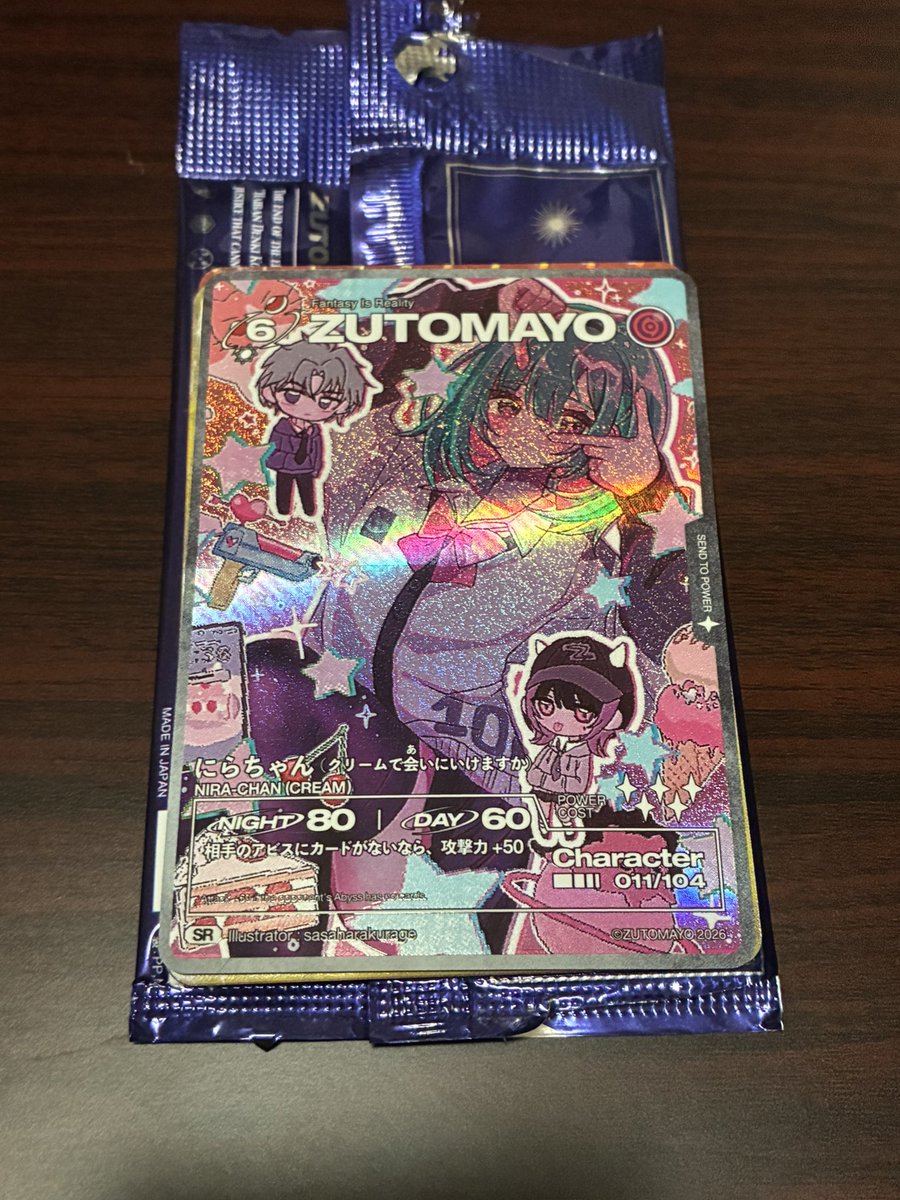 Fantasy Is Reality
6 ZUTOMAYO
SEND TO POWER
MADE IN JAPAN
10
にらちゃん クリームで会いにいけますか
あ
NIRA-CHAN (CREAM)
POWER
COST
NIGHT 80 | DAY 60
相手のアビスにカードがないなら、攻撃力 +50
Character
011/104
SR Illustrator : sasaharakurage
©ZUTOMAYO 2026